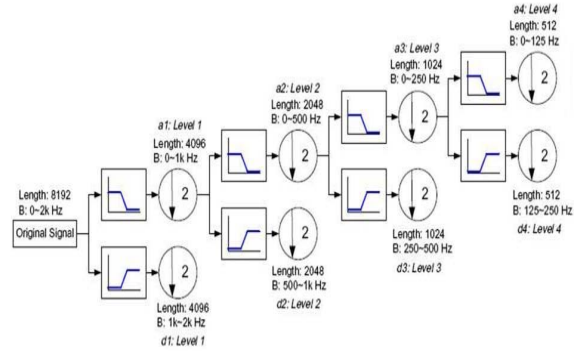 Length: 8192
B: 0~2k Hz
Original Signal
a1: Level 1
Length: 4096
B: 0~1k Hz
2
2
Length: 4096
B: 1k~2k Hz
d1: Level 1
a2: Level 2
Length: 2048
B: 0~500 Hz
2
2
Length: 2048
B: 500~1k Hz
d2: Level 2
a3: Level 3
Length: 1024
B: 0~250 Hz
2
2
Length: 1024
B: 250~500 Hz
d3: Level 3
a4: Level 4
Length: 512
B: 0~125 Hz
2
2
Length: 512
B: 125~250 Hz
d4: Level 4